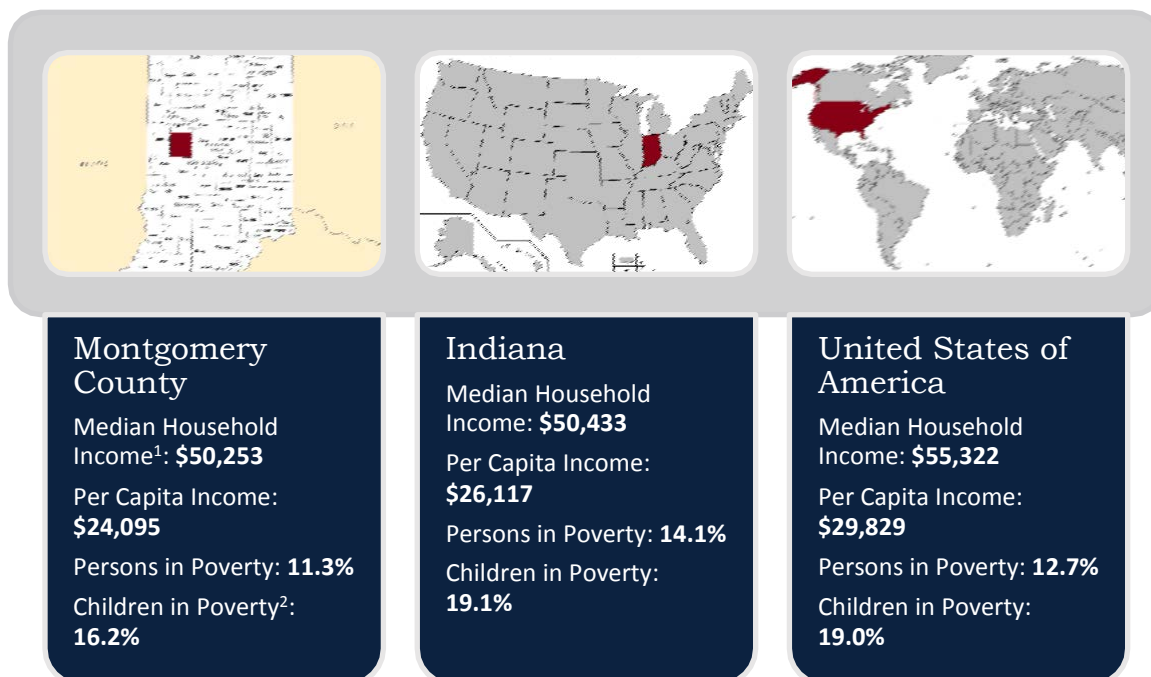 Montgomery
County
Median Household
Income¹: $50,253
Per Capita Income:
$24,095
Persons in Poverty: 11.3%
Children in Poverty²:
16.2%
Indiana
Median Household
Income: $50,433
Per Capita Income:
$26,117
Persons in Poverty: 14.1%
Children in Poverty:
19.1%
United States of
America
Median Household
Income: $55,322
Per Capita Income:
$29,829
Persons in Poverty: 12.7%
Children in Poverty:
19.0%